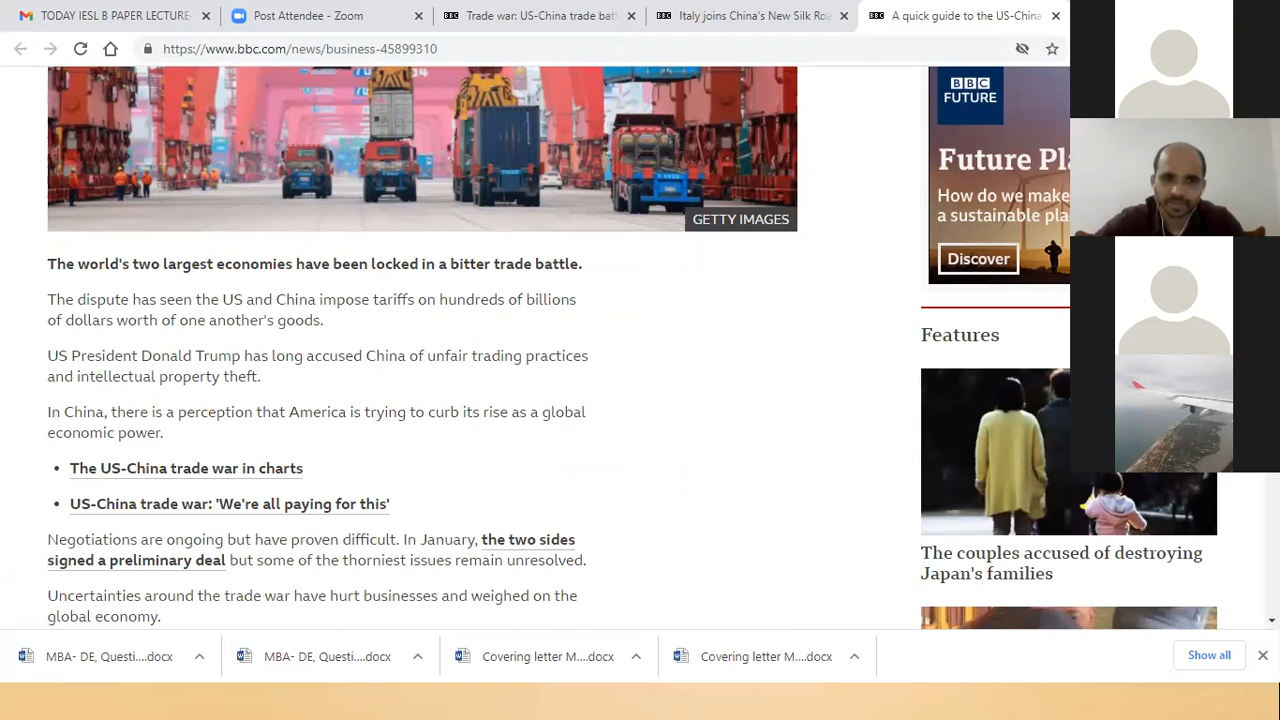 TODAY IESL B PAPER LECTURE-
Post Attendee - Zoom
Trade war: US-China trade batt
Italy joins China's New Silk Roa
A quick guide to the US-China
https://www.bbc.com/news/business-45899310
GETTY IMAGES
The world's two largest economies have been locked in a bitter trade battle.
The dispute has seen the US and China impose tariffs on hundreds of billions
of dollars worth of one another's goods.
US President Donald Trump has long accused China of unfair trading practices
and intellectual property theft.
In China, there is a perception that America is trying to curb its rise as a global
economic power.
• The US-China trade war in charts
• US-China trade war: 'We're all paying for this'
Negotiations are ongoing but have proven difficult. In January, the two sides
signed a preliminary deal but some of the thorniest issues remain unresolved.
Uncertainties around the trade war have hurt businesses and weighed on the
global economy.
BBC
FUTURE
Future Pla
How do we make
a sustainable pla
Discover
Features
The couples accused of destroying
Japan's families
MBA- DE, Questi....docx
MBA- DE, Questi....docx
Covering letter M....docx
Covering letter M....docx
Show all